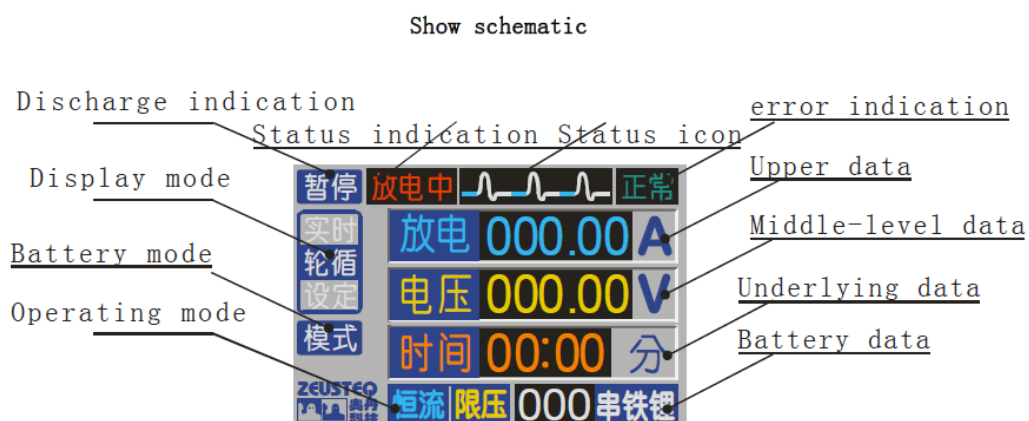 Show schematic
Discharge indication
Status indication Status icon
error indication
Display mode
Upper data
Battery mode
Middle-level data
Operating mode
Underlying data
Battery data
暂停 放电中 正常
实时
轮循
设定
模式
放电 000.00 A
电压 000.00 V
时间 00:00 分
ZEUSTEQ
恒流 限压 000 串铁锂